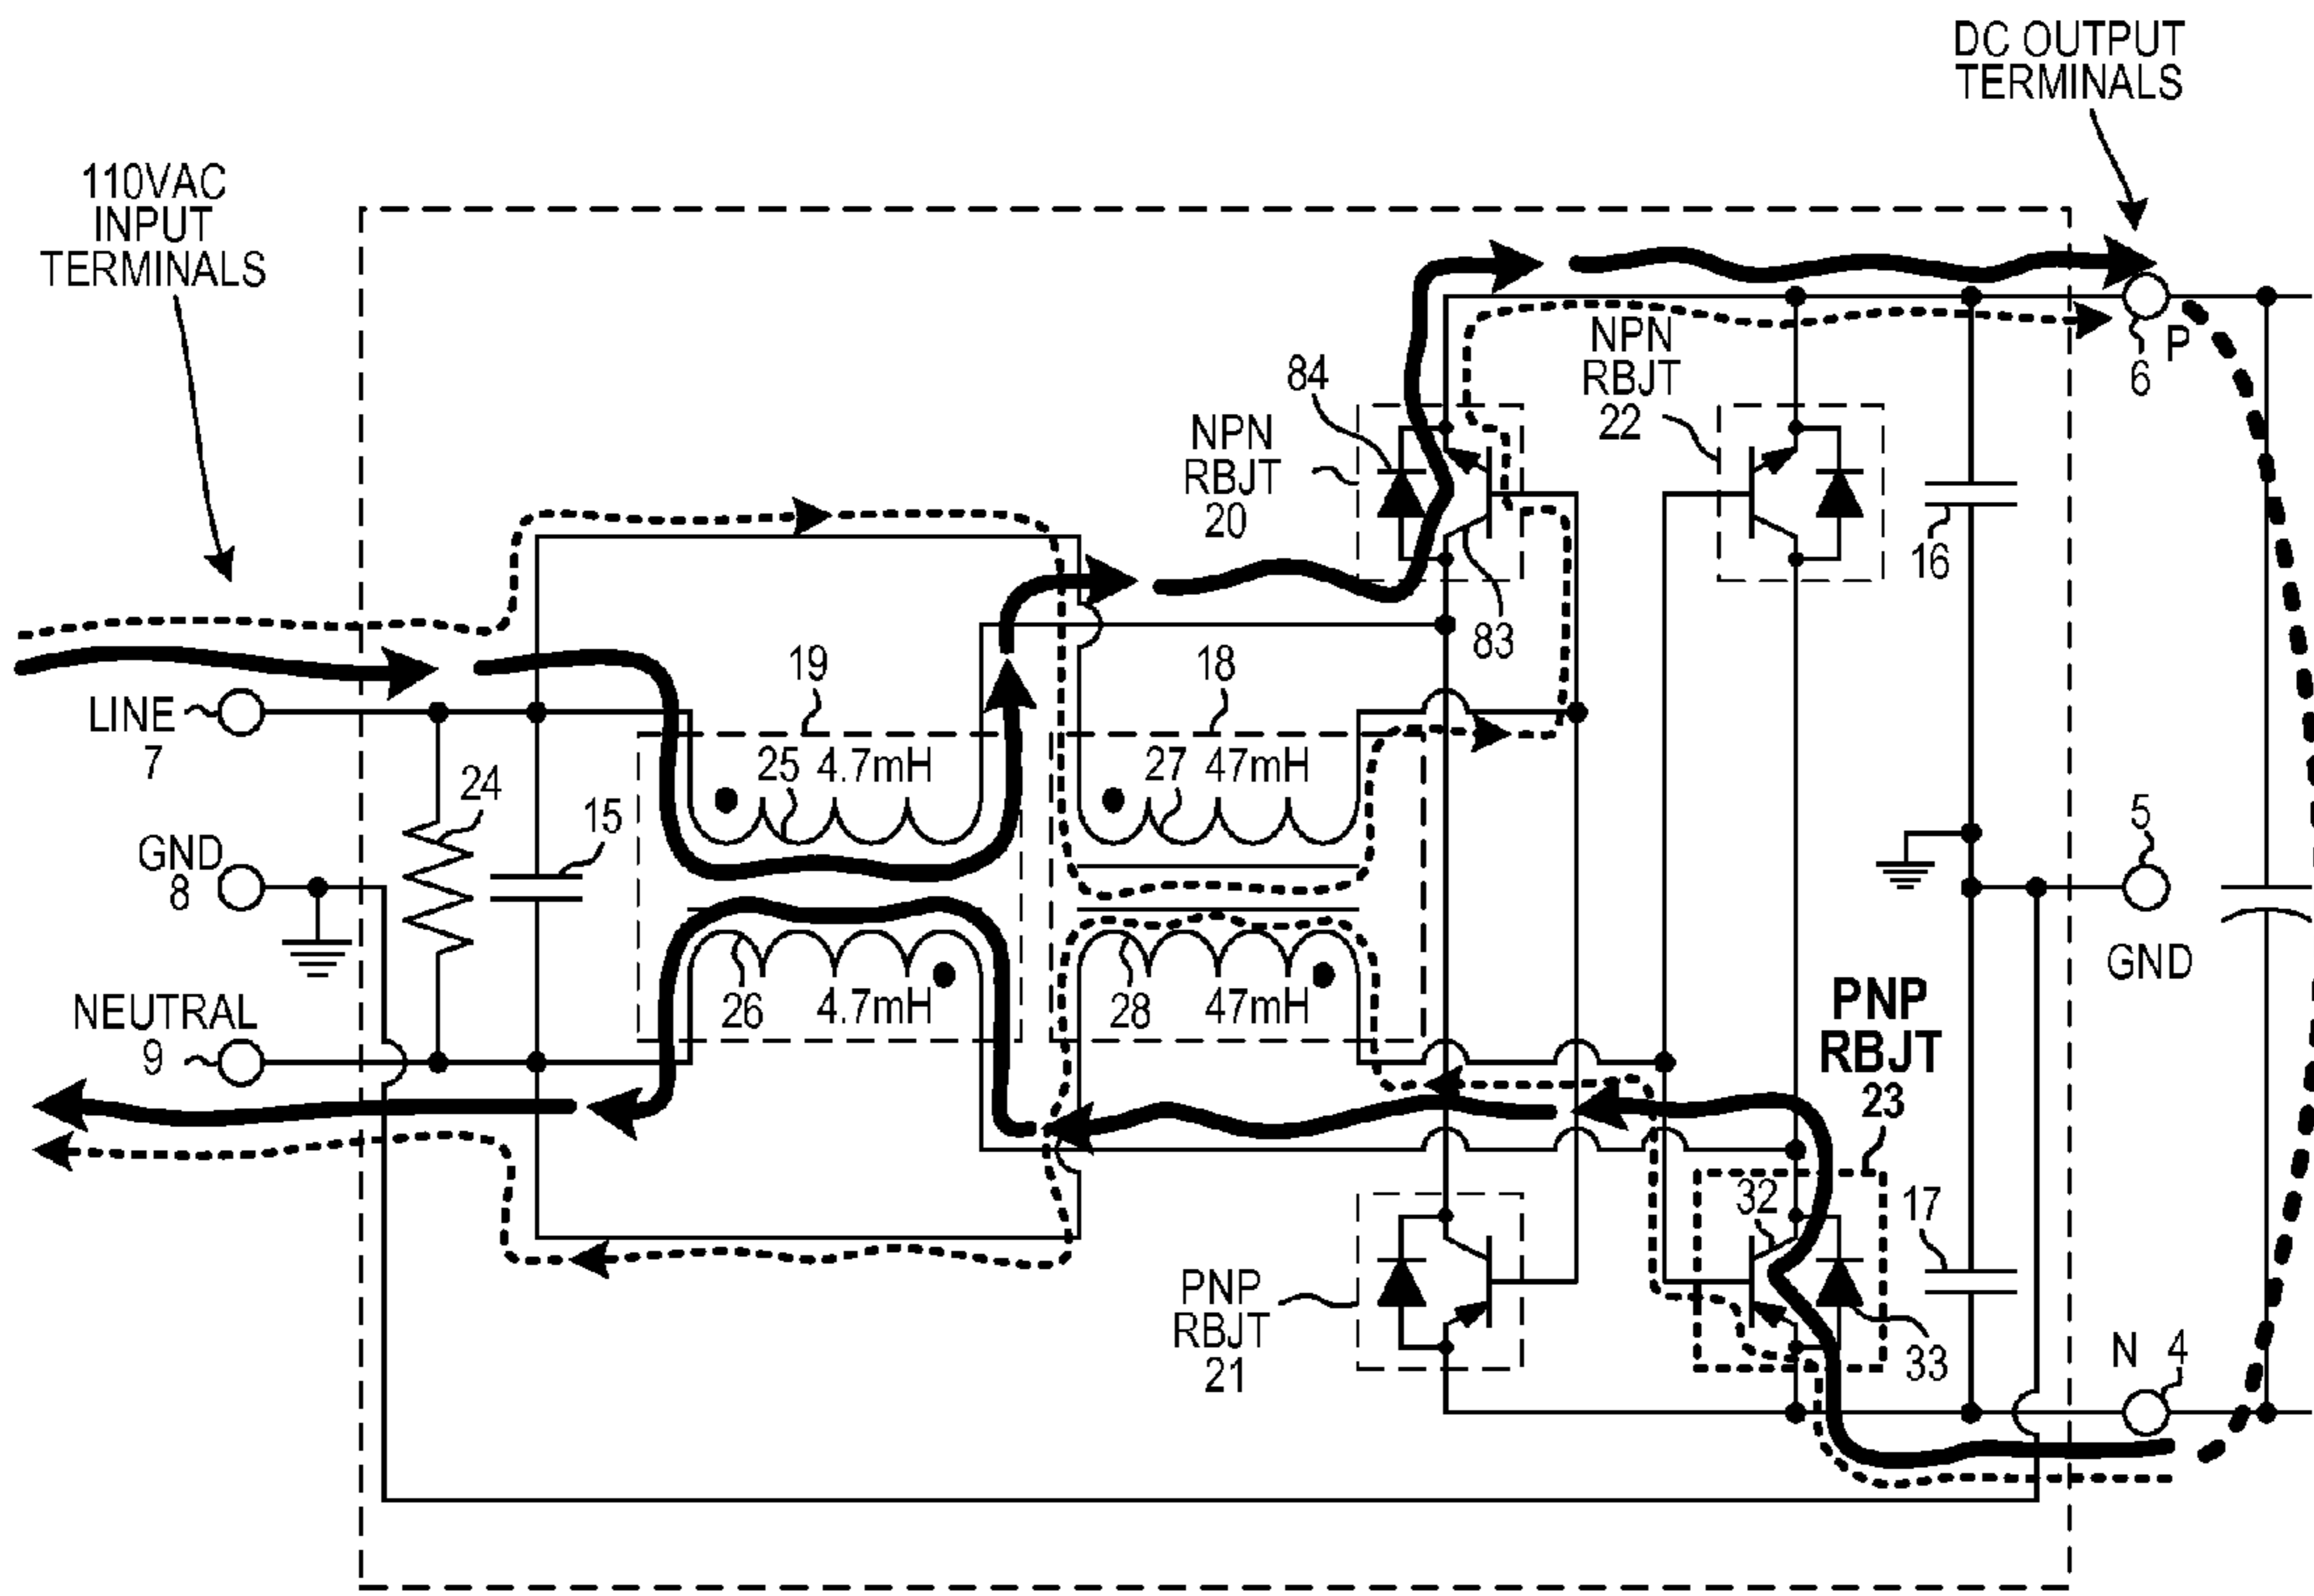 DC OUTPUT
TERMINALS
110VAC
INPUT
TERMINALS
NPN
RBJT
22
P
6
84
NPN
RBJT
20
16
83
19
18
LINE
7
25 4.7mH
27 47mH
24
15
5
GND
8
GND
26 4.7mH
28 47mH
PNP
RBJT
23
NEUTRAL
9
32
17
PNP
RBJT
21
33
N 4